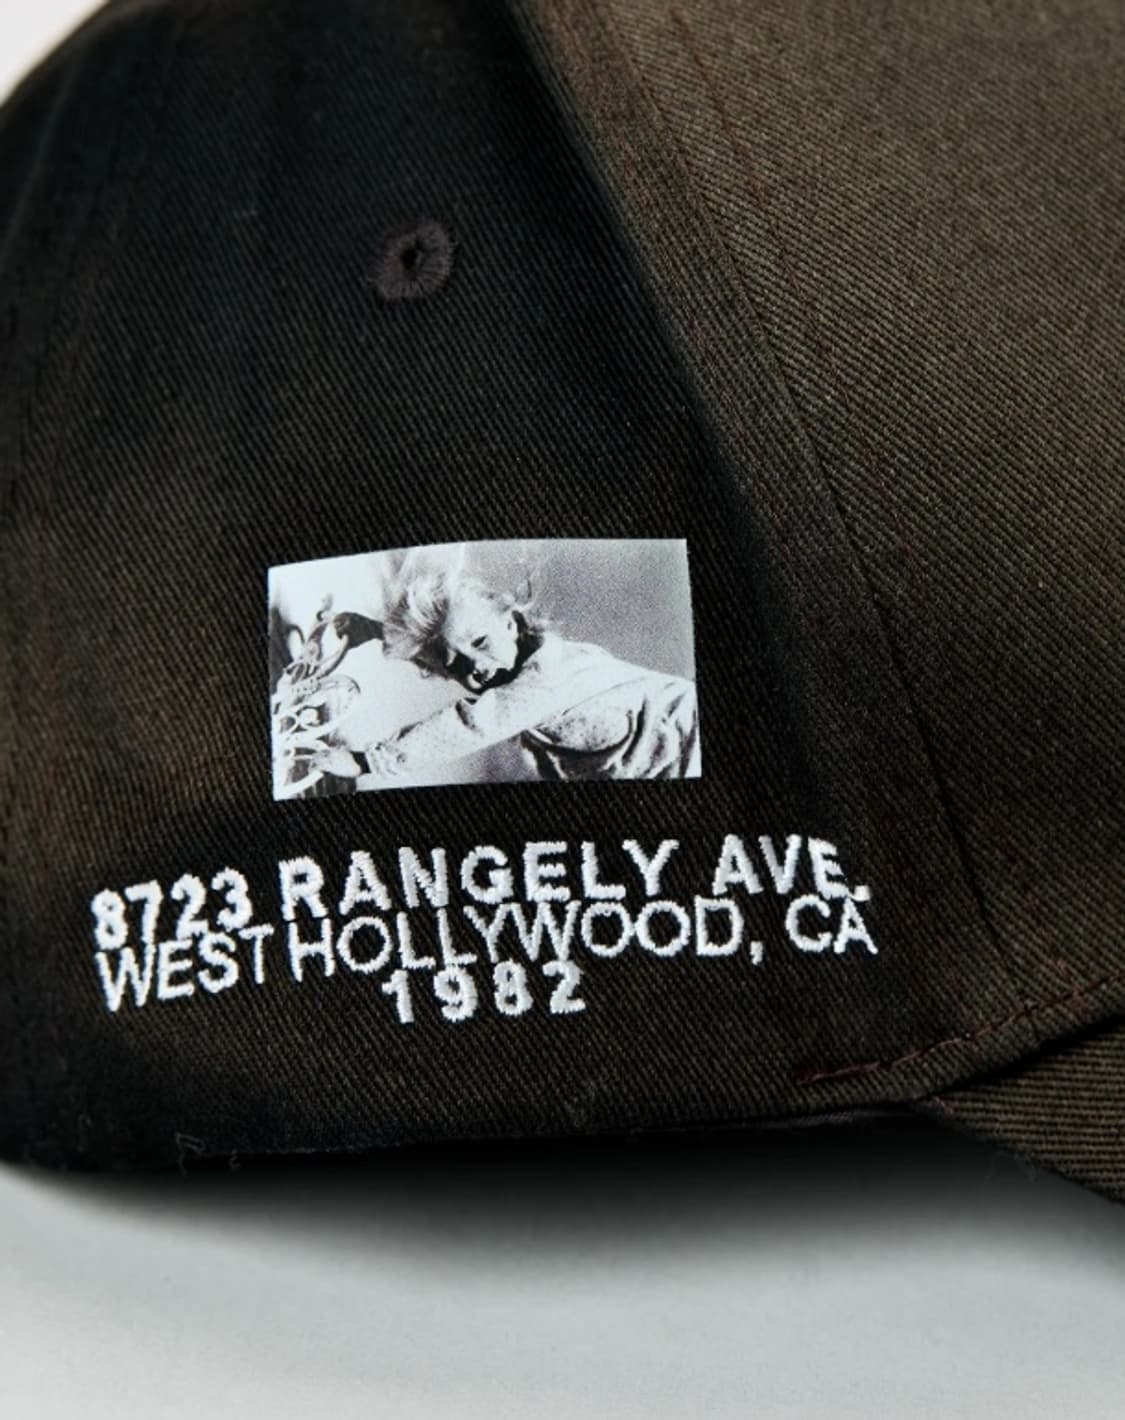 8723 RANGELY AVE.
WEST HOLLYWOOD, CA
1982